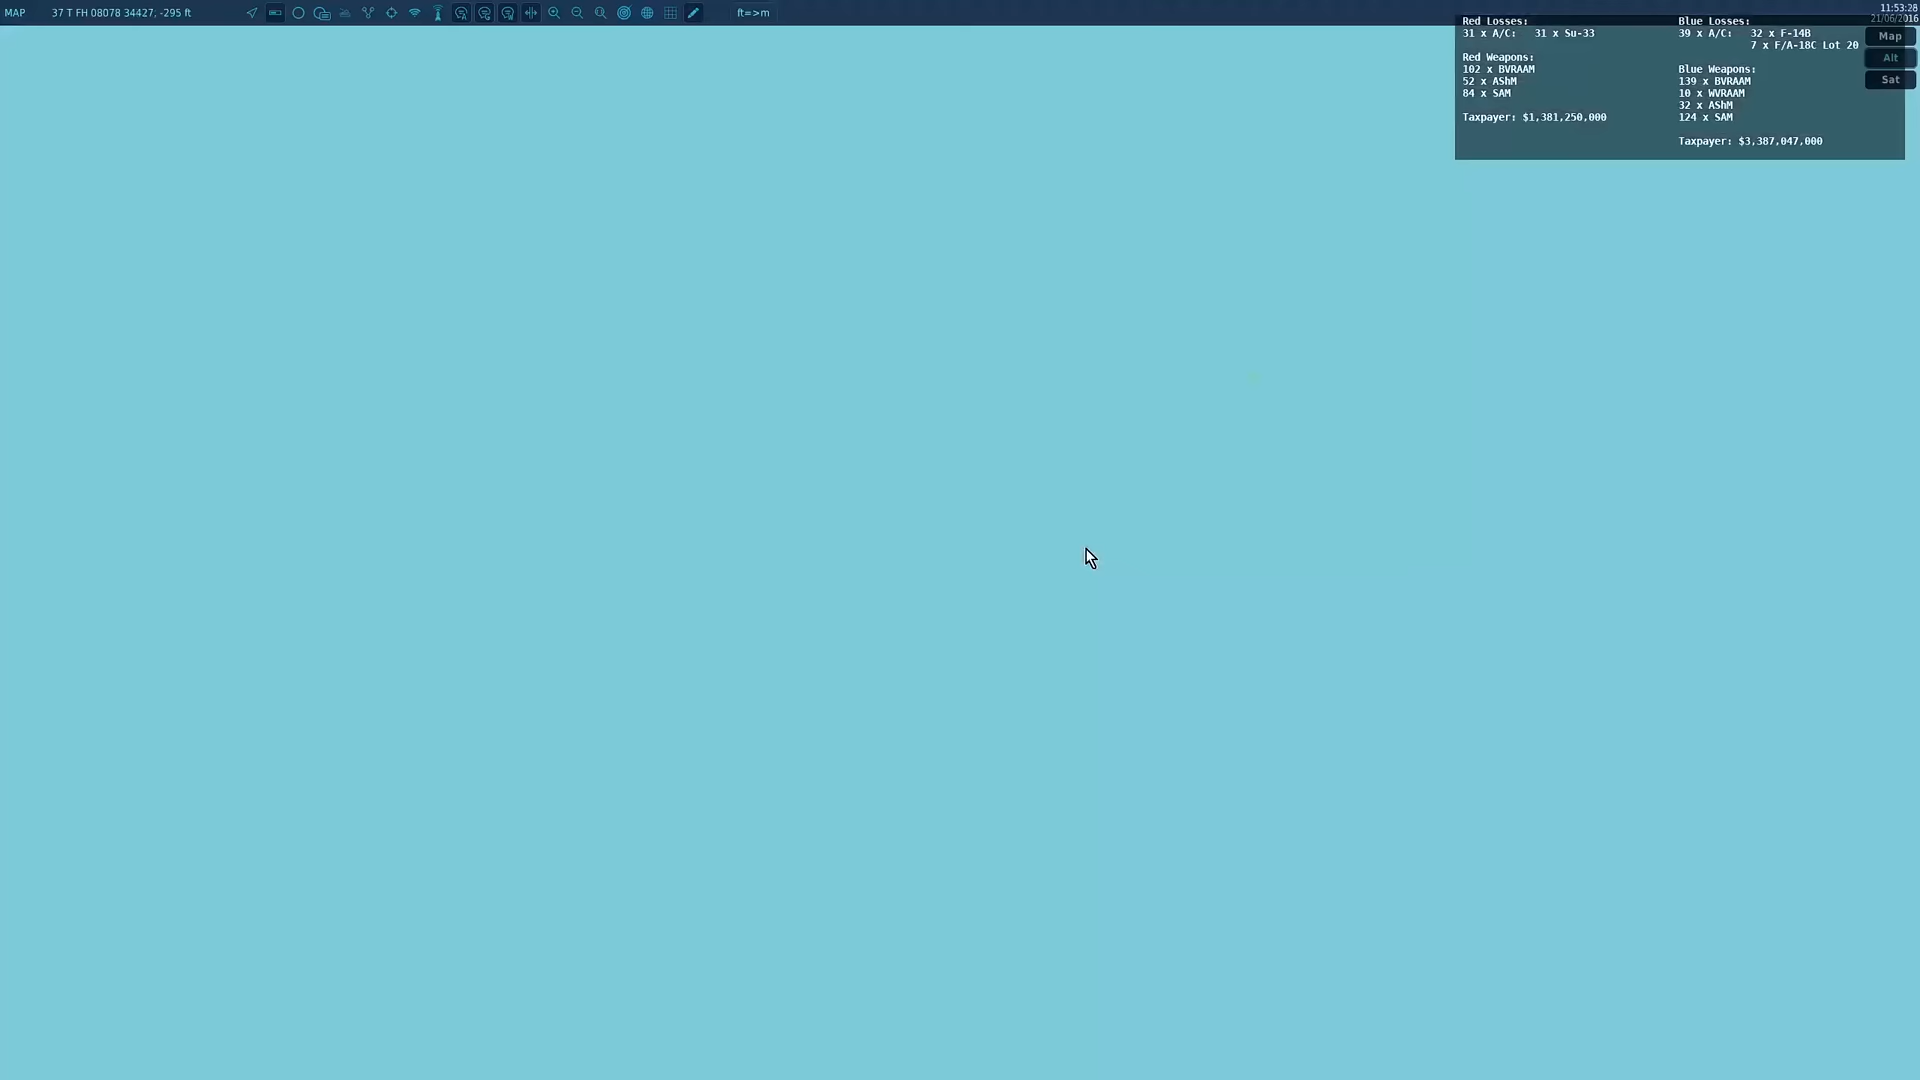 MAP 37 T FH 08078 34427, -295 ft ft=>m
11:53:28
21/06/2016
Map
Alt
Sat
Red Losses:
31 x A/C: 31 x Su-33
Red Weapons:
102 x BVRAAM
52 x AShM
84 x SAM
Taxpayer: $1,381,250,000
Blue Losses:
39 x A/C: 32 x F-14B
7 x F/A-18C Lot 20
Blue Weapons:
139 x BVRAAM
10 x WVRAAM
32 x AShM
124 x SAM
Taxpayer: $3,387,047,000